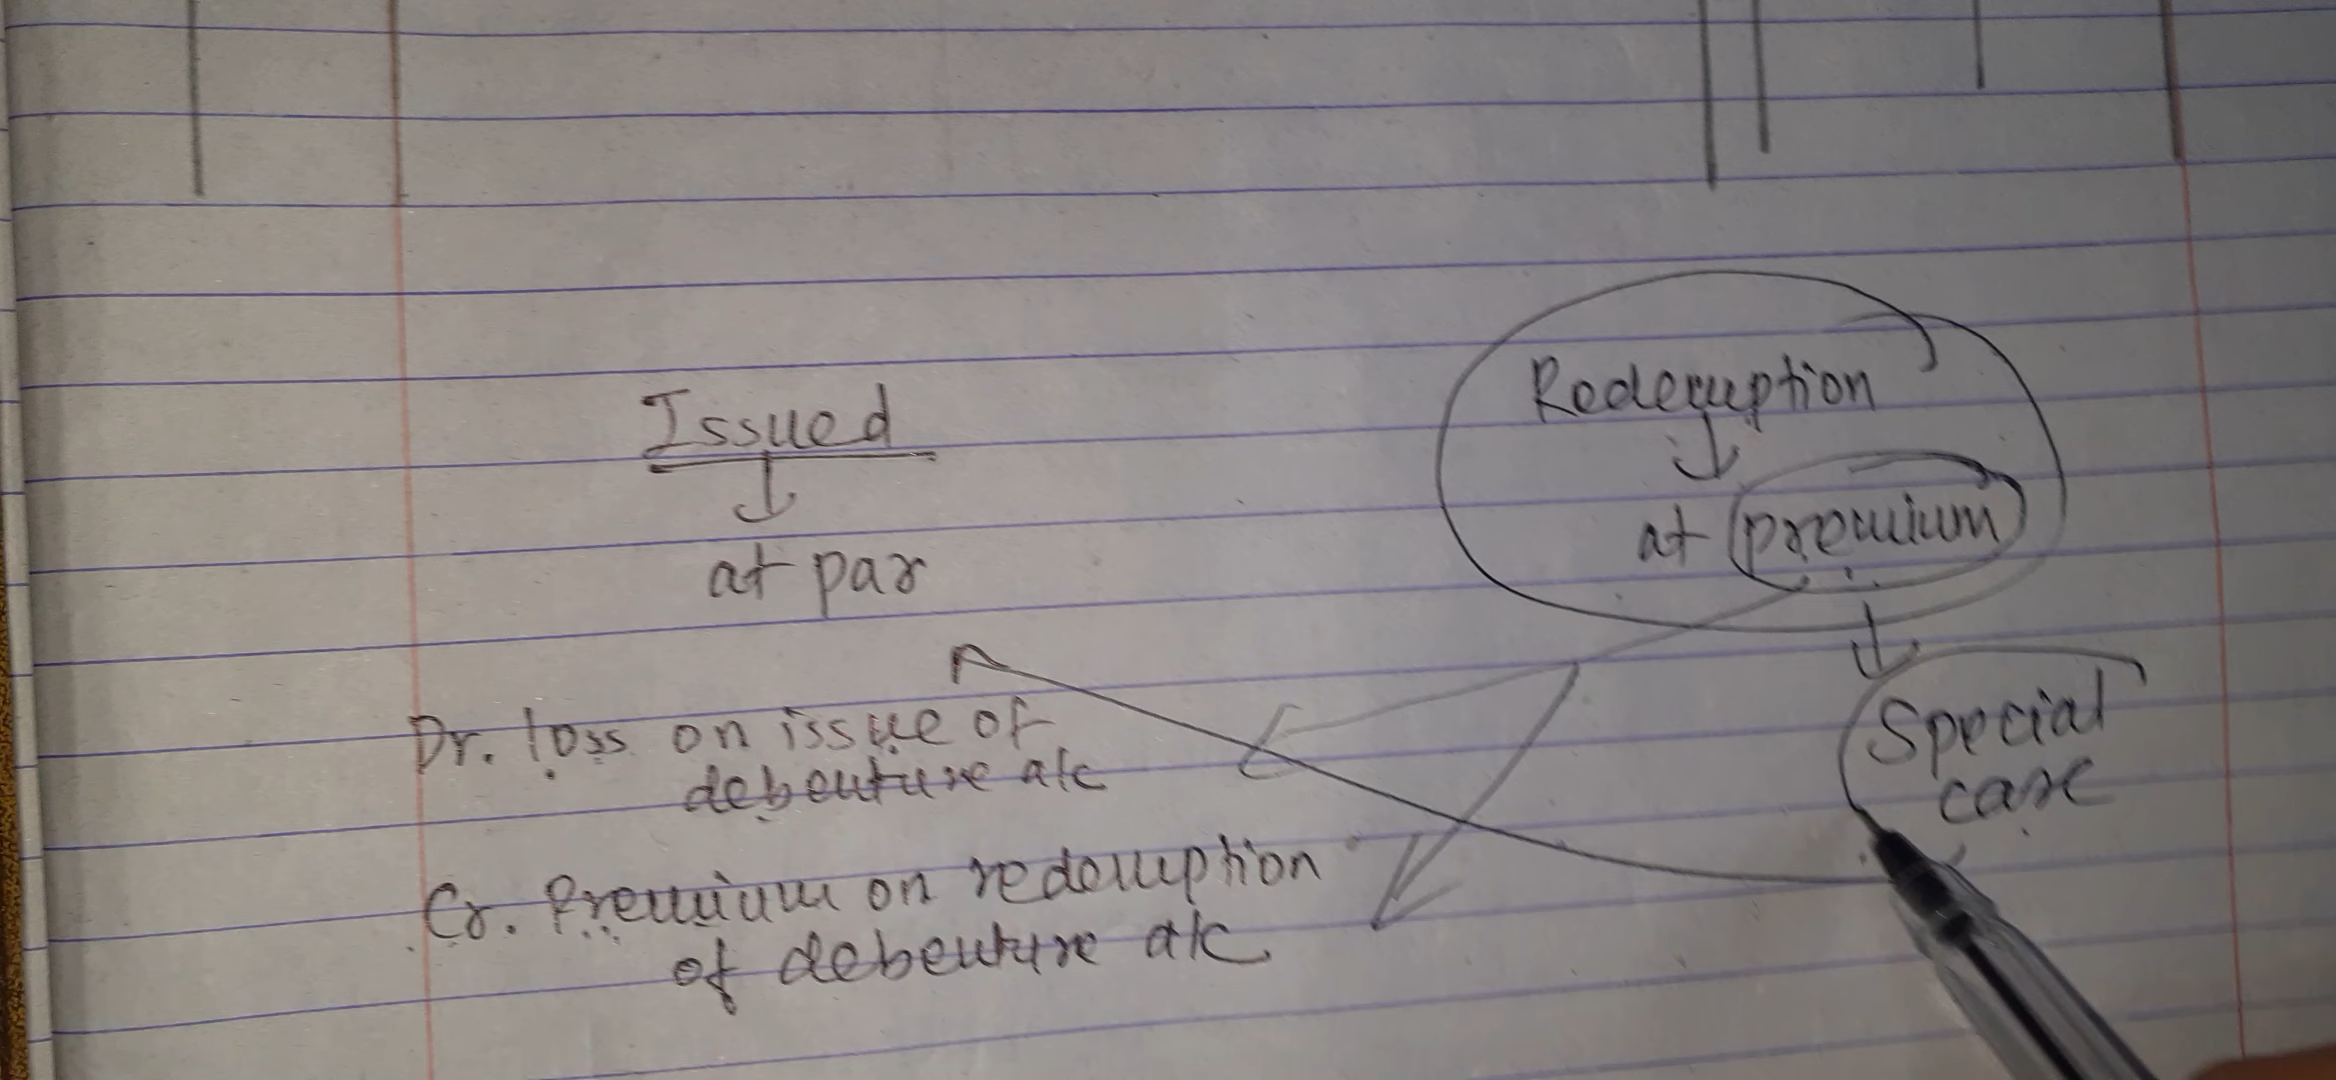 Issued
at par
Redemption
at premium
Special
case
Dr. loss on issue of
debenture a/c
Cr. Premium on redemption
of debenture a/c